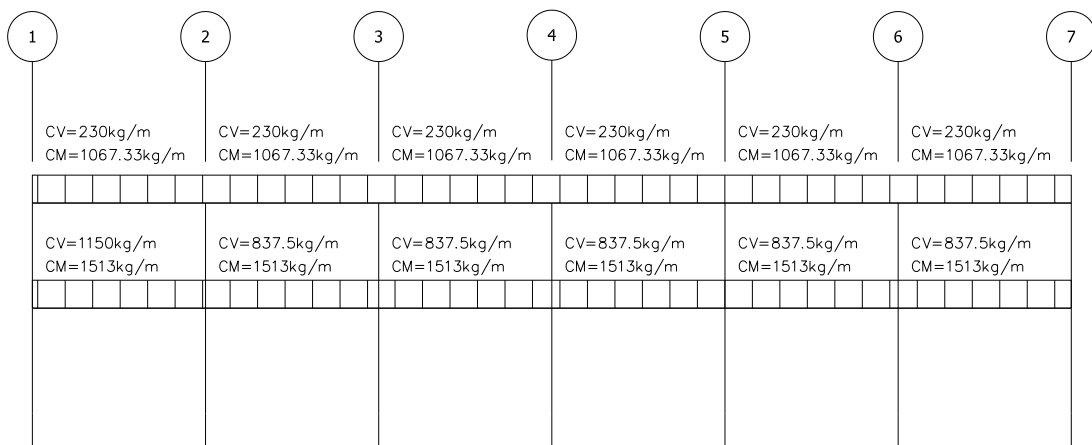 1 2 3 4 5 6 7
CV=230kg/m CV=230kg/m CV=230kg/m CV=230kg/m CV=230kg/m CV=230kg/m
CM=1067.33kg/m CM=1067.33kg/m CM=1067.33kg/m CM=1067.33kg/m CM=1067.33kg/m CM=1067.33kg/m
CV=1150kg/m CV=837.5kg/m CV=837.5kg/m CV=837.5kg/m CV=837.5kg/m CV=837.5kg/m
CM=1513kg/m CM=1513kg/m CM=1513kg/m CM=1513kg/m CM=1513kg/m CM=1513kg/m